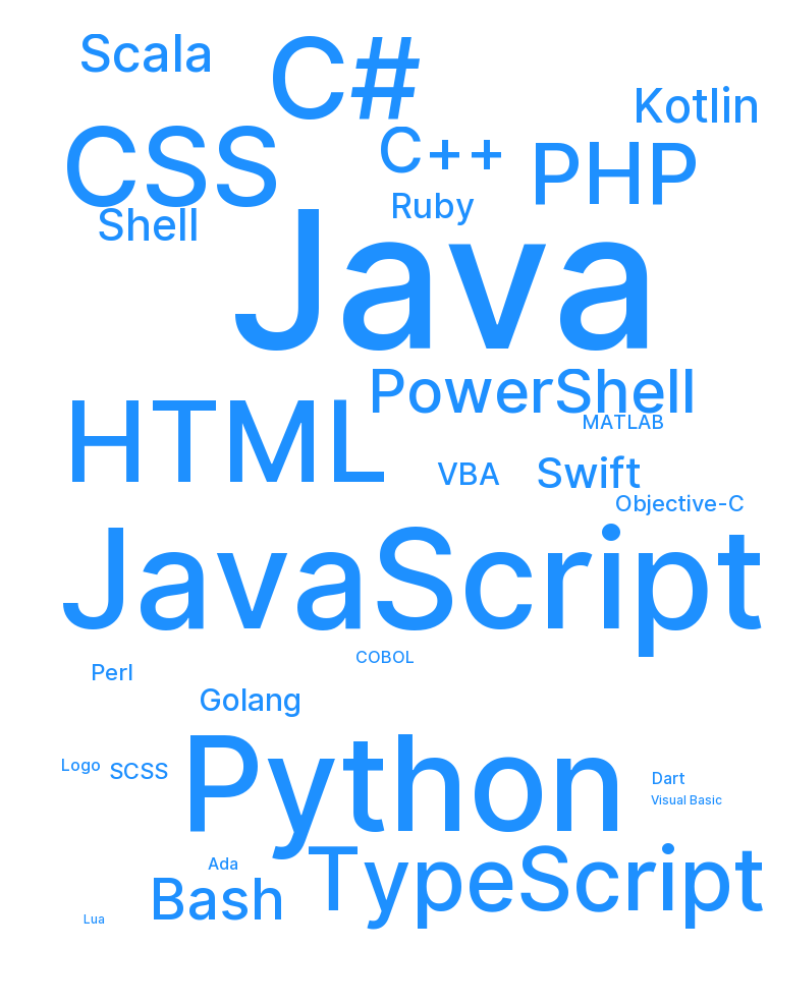 Scala
C#
Kotlin
CSS
C++
PHP
Ruby
Shell
Java
PowerShell
HTML
MATLAB
VBA
Swift
Objective-C
JavaScript
COBOL
Perl
Golang
Python
Logo
SCSS
Dart
Visual Basic
Ada
TypeScript
Bash
Lua